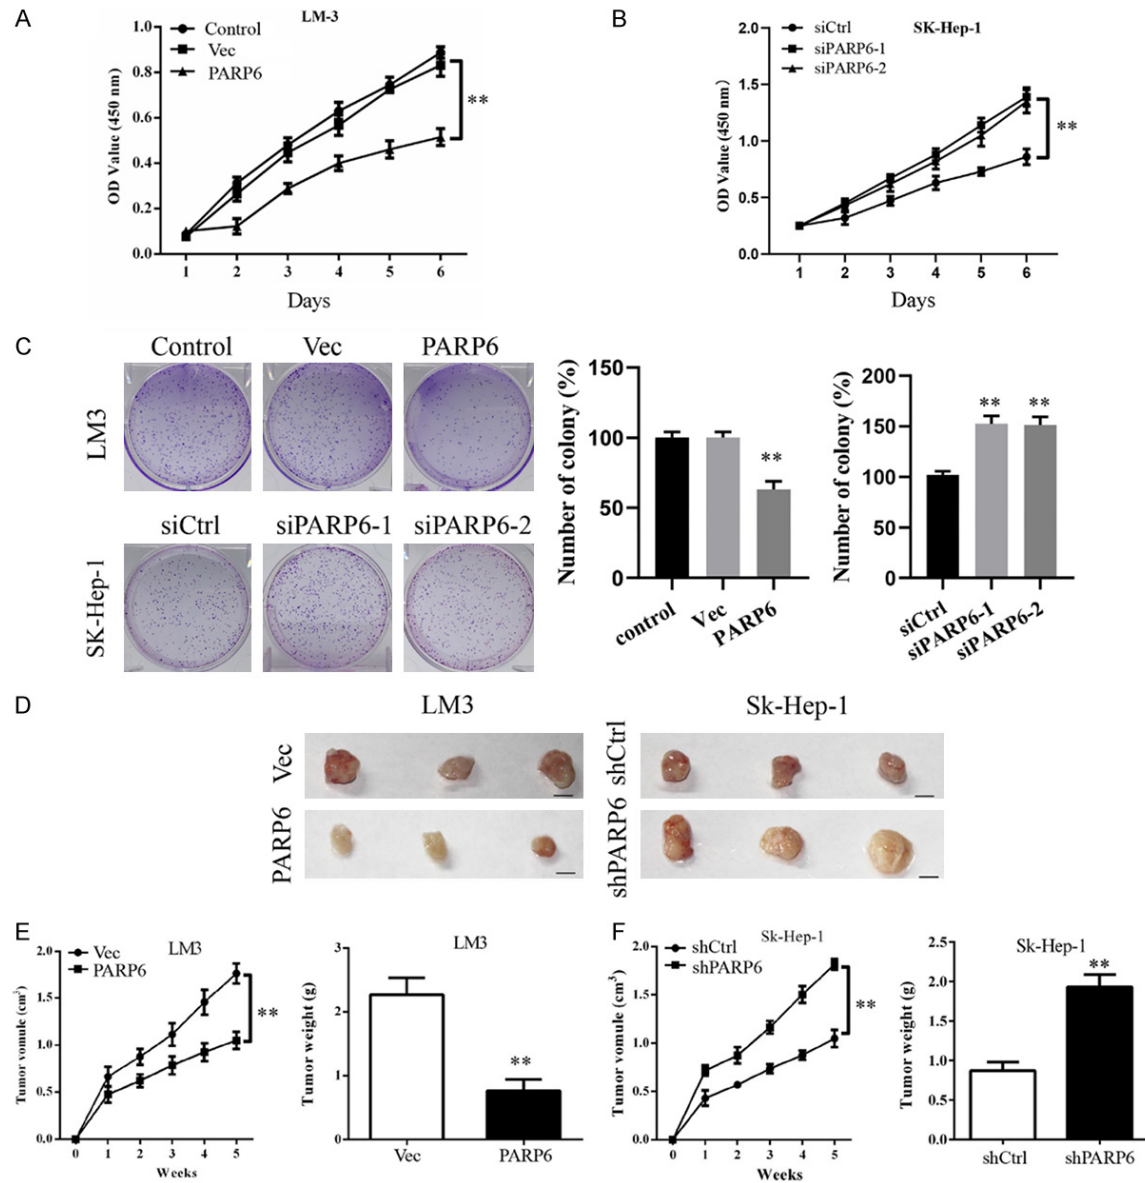 A
LM-3
Control
Vec
PARP6
OD Value (450 nm)
1.0
0.8
0.6
0.4
0.2
0.0
**
1 2 3 4 5 6
Days
B
SK-Hep-1
siCtrl
siPARP6-1
siPARP6-2
OD Value (450 nm)
2.0
1.5
1.0
0.5
0.0
**
1 2 3 4 5 6
Days
C
Control Vec PARP6
LM3
siCtrl siPARP6-1 siPARP6-2
SK-Hep-1
Number of colony (%)
150
100
50
0
**
control Vec PARP6
Number of colony (%)
200
150
100
50
0
** **
siCtrl siPARP6-1 siPARP6-2
D
LM3
Vec
PARP6
Sk-Hep-1
shCtrl
shPARP6
E
LM3
Vec
PARP6
Tumor vomule (cm³)
2.0
1.5
1.0
0.5
0.0
**
0 1 2 3 4 5
Weeks
LM3
Tumor weight (g)
3
2
1
0
**
Vec PARP6
F
Sk-Hep-1
shCtrl
shPARP6
Tumor vomule (cm³)
2.0
1.5
1.0
0.5
0.0
**
0 1 2 3 4 5
Weeks
Sk-Hep-1
Tumor weight (g)
2.5
2.0
1.5
1.0
0.5
0.0
**
shCtrl shPARP6